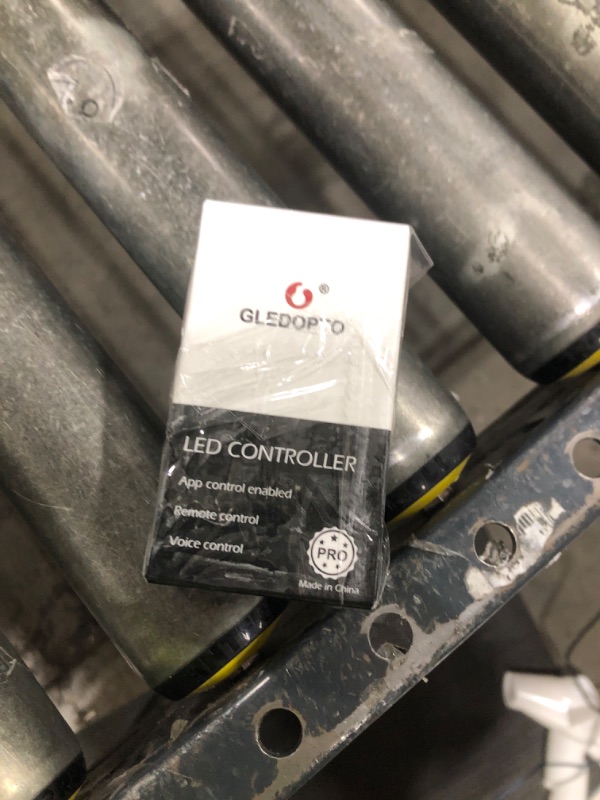 ®
GLEDOPTO
LED CONTROLLER
App control enabled
Remote control
Voice control
PRO
Made in China